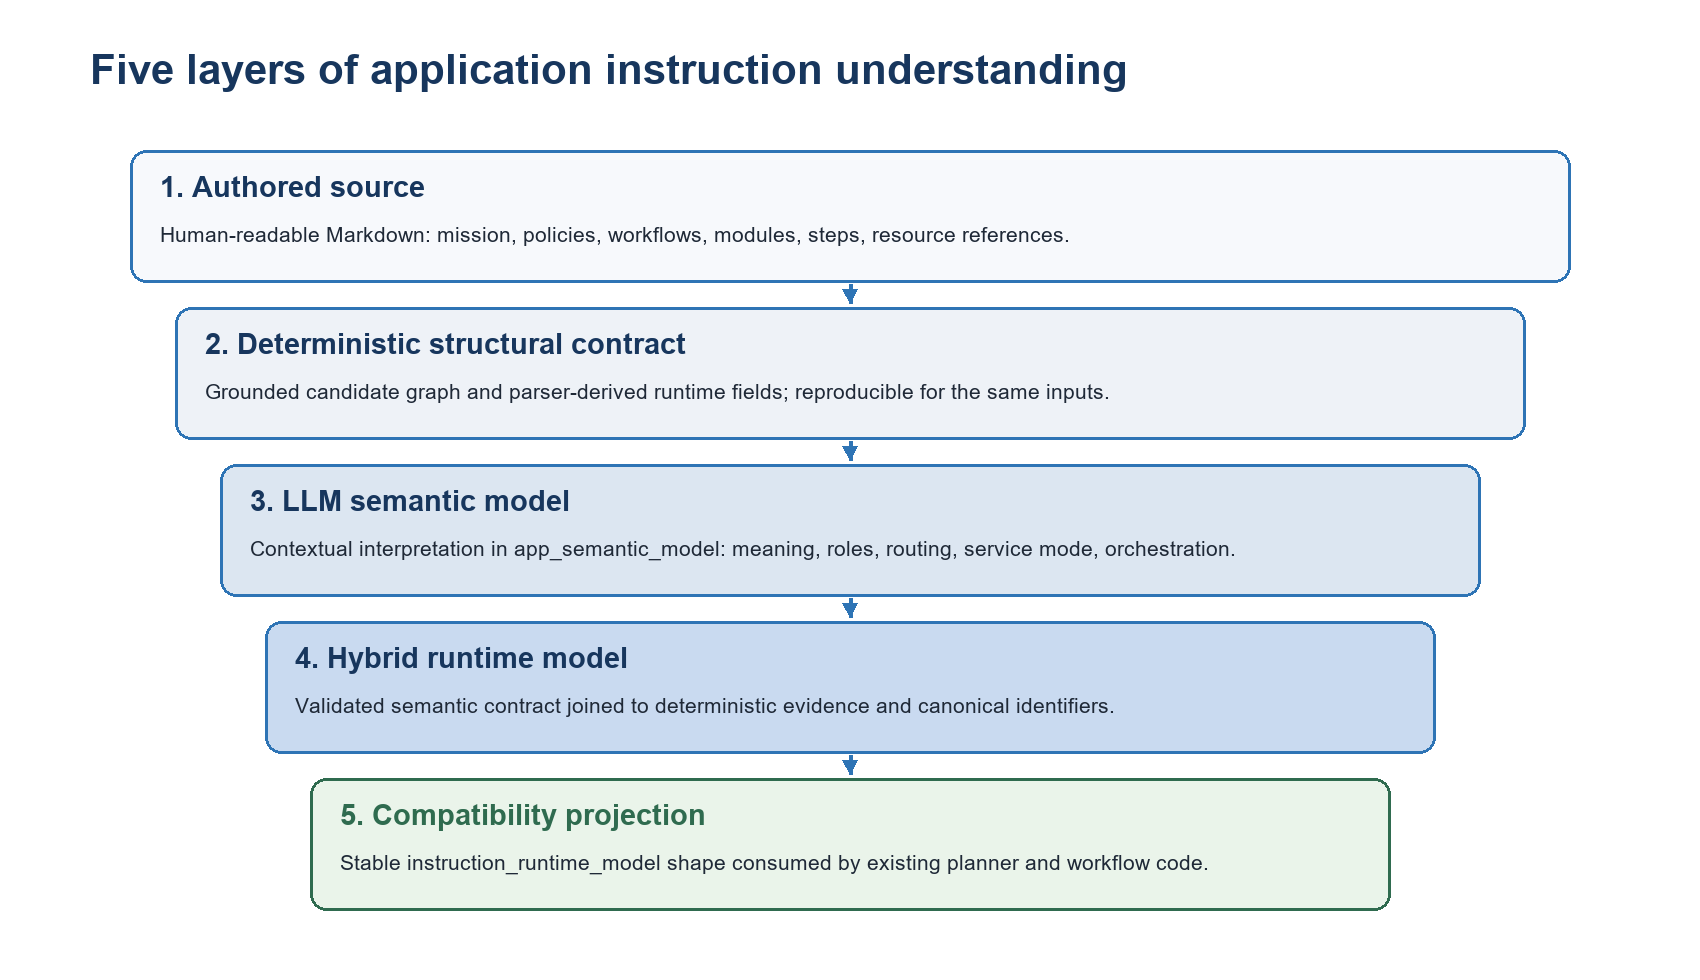 Five layers of application instruction understanding
1. Authored source
Human-readable Markdown: mission, policies, workflows, modules, steps, resource references.
2. Deterministic structural contract
Grounded candidate graph and parser-derived runtime fields; reproducible for the same inputs.
3. LLM semantic model
Contextual interpretation in app_semantic_model: meaning, roles, routing, service mode, orchestration.
4. Hybrid runtime model
Validated semantic contract joined to deterministic evidence and canonical identifiers.
5. Compatibility projection
Stable instruction_runtime_model shape consumed by existing planner and workflow code.